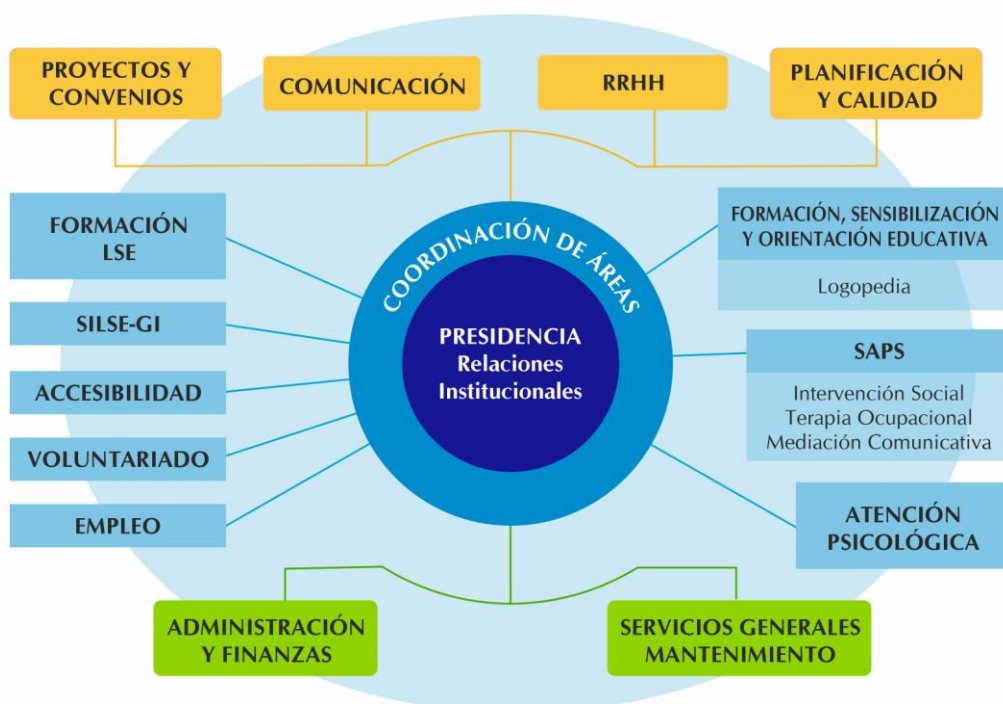 PROYECTOS Y
CONVENIOS
COMUNICACIÓN
RRHH
PLANIFICACIÓN
Y CALIDAD
FORMACIÓN
LSE
SILSE-GI
ACCESIBILIDAD
VOLUNTARIADO
EMPLEO
COORDINACIÓN DE ÁREAS
PRESIDENCIA
Relaciones
Institucionales
FORMACIÓN, SENSIBILIZACIÓN
Y ORIENTACIÓN EDUCATIVA
Logopedia
SAPS
Intervención Social
Terapia Ocupacional
Mediación Comunicativa
ATENCIÓN
PSICOLÓGICA
ADMINISTRACIÓN
Y FINANZAS
SERVICIOS GENERALES
MANTENIMIENTO